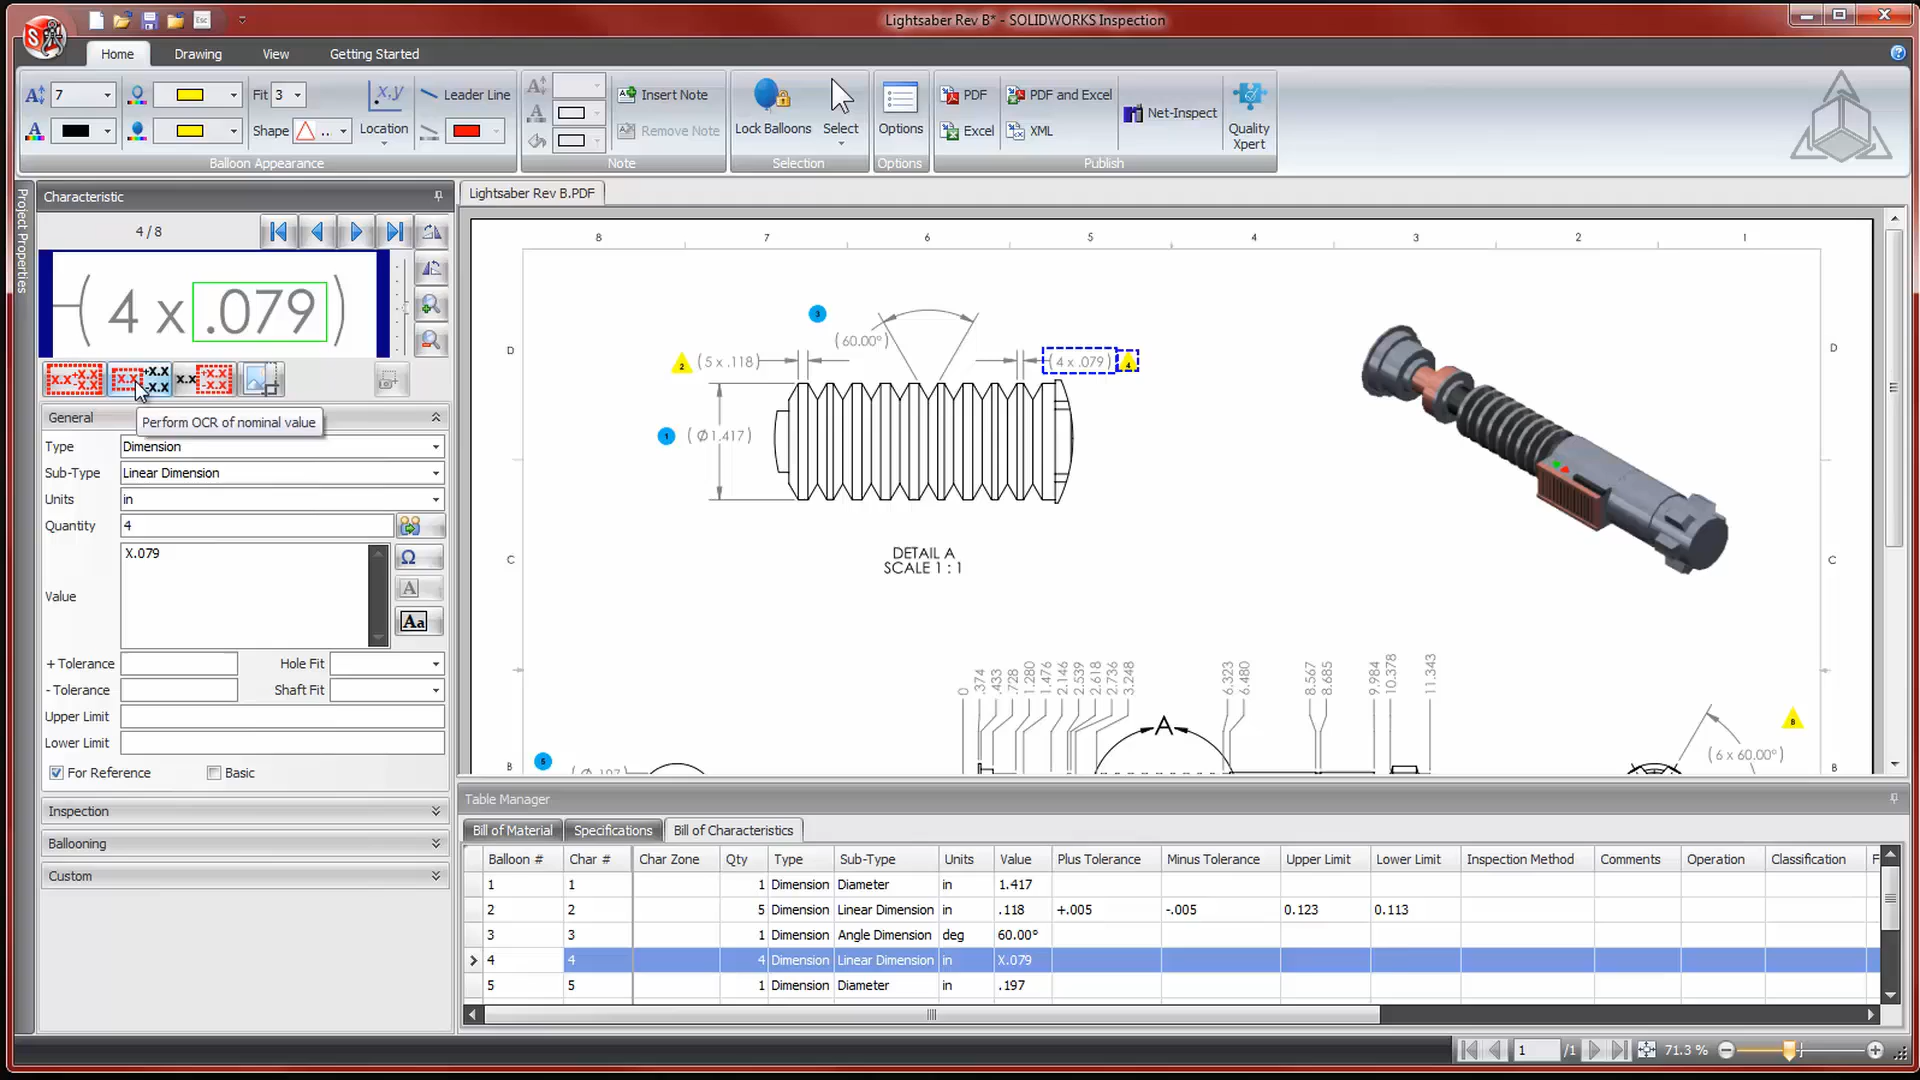 Lightsaber Rev B* - SOLIDWORKS Inspection
Esc
Home Drawing View Getting Started
7 Fit 3 x,y Leader Line
Shape Location
Balloon Appearance
Insert Note
Remove Note
Note
Lock Balloons Select
Selection
Options
Options
PDF PDF and Excel Net-Inspect
Excel XML
Quality
Xpert
Publish
Project Properties
Characteristic
4 / 8
( 4 x .079 )
Perform OCR of nominal value
General
Type Dimension
Sub-Type Linear Dimension
Units in
Quantity 4
Value X.079
+ Tolerance Hole Fit
- Tolerance Shaft Fit
Upper Limit
Lower Limit
For Reference Basic
Inspection
Ballooning
Custom
Lightsaber Rev B.PDF
8 7 6 5 4 3 2 1
D D
C C
B B
3
(60.00°)
2 (5 x .118)
(4 x .079) 4
1 (Ø1.417)
DETAIL A
SCALE 1 : 1
0 .374 .433 .728 1.280 1.476 2.146 2.539 2.618 2.736 3.248 6.323 6.480 8.567 8.685 9.984 10.378 11.343
A
(6 x 60.00°)
Table Manager
Bill of Material Specifications Bill of Characteristics
Balloon # Char # Char Zone Qty Type Sub-Type Units Value Plus Tolerance Minus Tolerance Upper Limit Lower Limit Inspection Method Comments Operation Classification F
1 1 1 Dimension Diameter in 1.417
2 2 5 Dimension Linear Dimension in .118 +.005 -.005 0.123 0.113
3 3 1 Dimension Angle Dimension deg 60.00°
4 4 4 Dimension Linear Dimension in X.079
5 5 1 Dimension Diameter in .197
1 /1 71.3 %